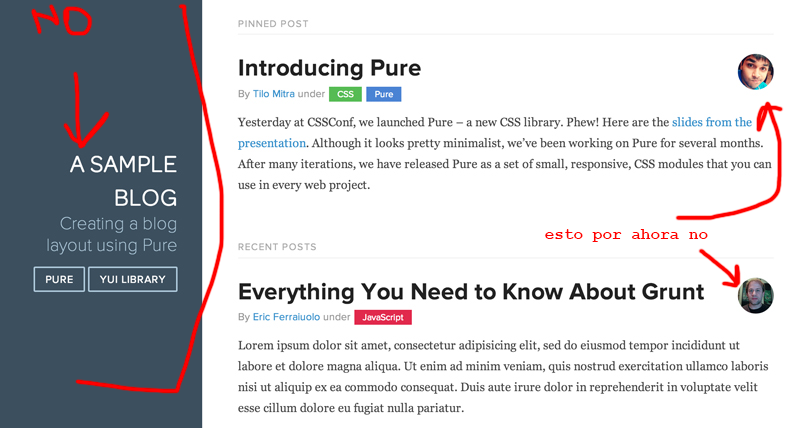 NO
A SAMPLE
BLOG
Creating a blog
layout using Pure
PURE YUI LIBRARY
PINNED POST
Introducing Pure
By Tilo Mitra under CSS Pure
Yesterday at CSSConf, we launched Pure – a new CSS library. Phew! Here are the slides from the
presentation. Although it looks pretty minimalist, we've been working on Pure for several months.
After many iterations, we have released Pure as a set of small, responsive, CSS modules that you can
use in every web project.
esto por ahora no
RECENT POSTS
Everything You Need to Know About Grunt
By Eric Ferraiuolo under JavaScript
Lorem ipsum dolor sit amet, consectetur adipisicing elit, sed do eiusmod tempor incididunt ut
labore et dolore magna aliqua. Ut enim ad minim veniam, quis nostrud exercitation ullamco laboris
nisi ut aliquip ex ea commodo consequat. Duis aute irure dolor in reprehenderit in voluptate velit
esse cillum dolore eu fugiat nulla pariatur.